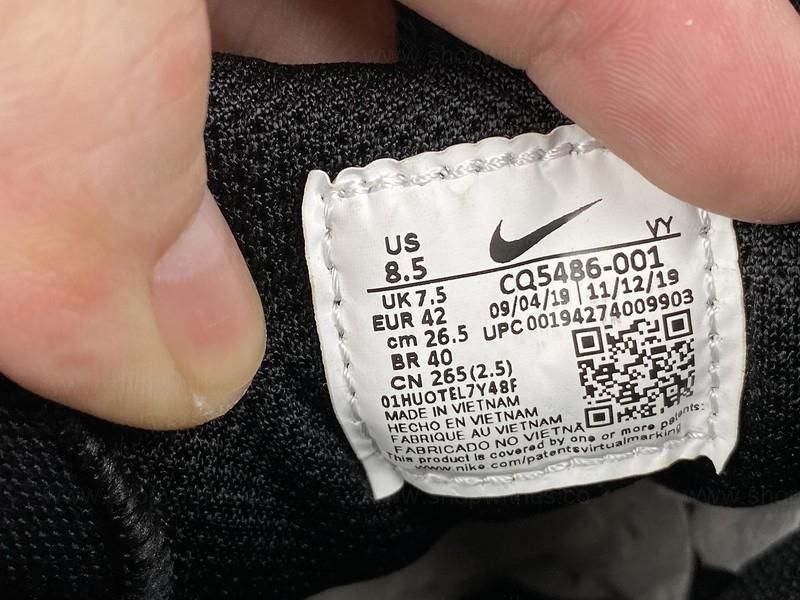 VY
US
8.5
CQ5486-001
UK 7.5
09/04/19 | 11/12/19
EUR 42
UPC 00194274009903
cm 26.5
BR 40
CN 265(2.5)
01HUOTEL7Y48F
MADE IN VIETNAM
HECHO EN VIETNAM
FABRIQUE AU VIETNAM
FABRICADO NO VIETNÃ
This product is covered by one or more patents:
www.nike.com/patentsvirtualmarking